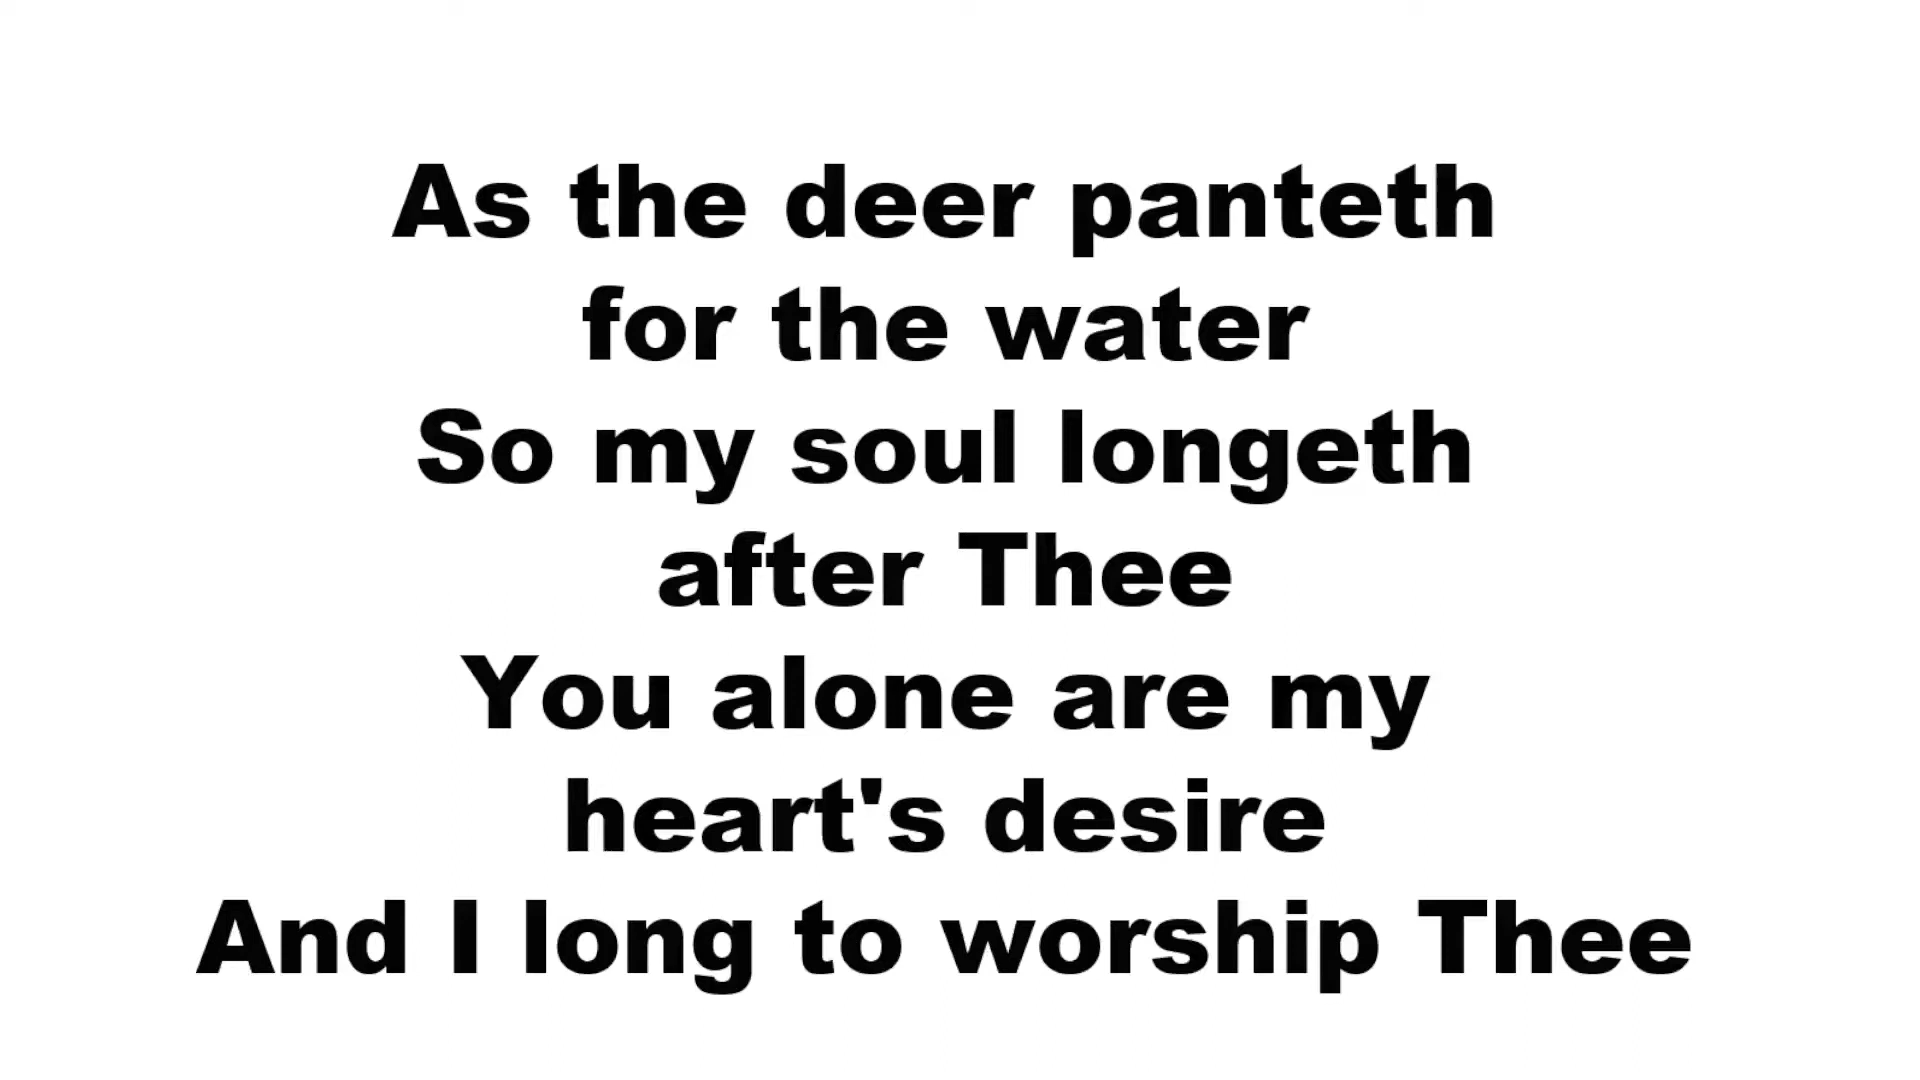 As the deer panteth
for the water
So my soul longeth
after Thee
You alone are my
heart's desire
And I long to worship Thee